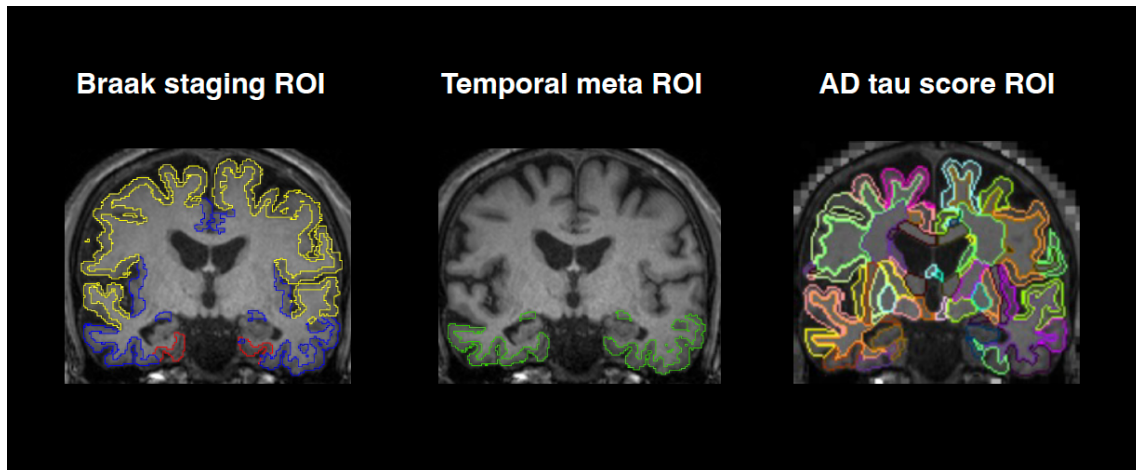 Braak staging ROI
Temporal meta ROI
AD tau score ROI